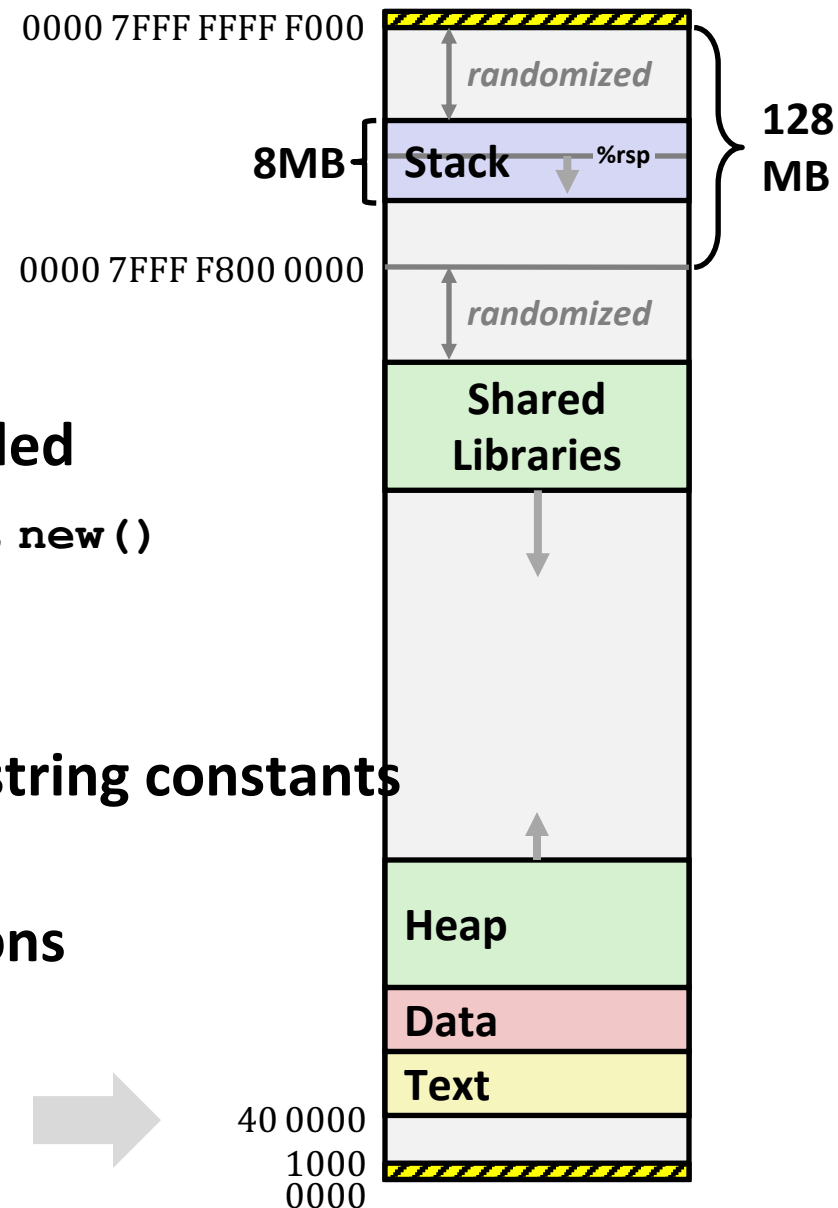 0000 7FFF FFFF F000
randomized
128
MB
8MB
Stack
%rsp
0000 7FFF F800 0000
randomized
Shared
Libraries
led
new()
string constants
Heap
ons
Data
Text
40 0000
1000
0000